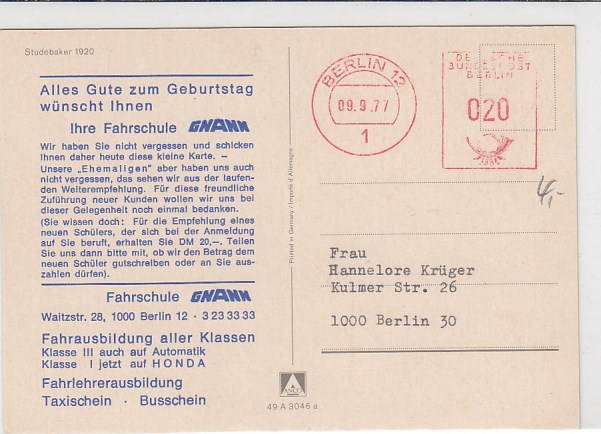 Studebaker 1920
Alles Gute zum Geburtstag
wünscht Ihnen
Ihre Fahrschule GNANN
Wir haben Sie nicht vergessen und schicken
Ihnen daher heute diese kleine Karte. –
Unsere „Ehemaligen" aber haben uns auch
nicht vergessen, das sehen wir aus der laufen-
den Weiterempfehlung. Für diese freundliche
Zuführung neuer Kunden wollen wir uns bei
dieser Gelegenheit noch einmal bedanken.
(Sie wissen doch: Für die Empfehlung eines
neuen Schülers, der sich bei der Anmeldung
auf Sie beruft, erhalten Sie DM 20,–. Teilen
Sie uns dann bitte mit, ob wir den Betrag dem
neuen Schüler gutschreiben oder an Sie aus-
zahlen dürfen).
Fahrschule GNANN
Waitzstr. 28, 1000 Berlin 12 · 3 23 33 33
Fahrausbildung aller Klassen
Klasse III auch auf Automatik
Klasse I jetzt auf HONDA
Fahrlehrerausbildung
Taxischein · Busschein
Printed in Germany / Importé d'Allemagne
ANCO
49 A 3046 a
BERLIN 12
09.9.77
1
DEUTSCHE
BUNDESPOST
BERLIN
020
4,-
Frau
Hannelore Krüger
Kulmer Str. 26
1000 Berlin 30